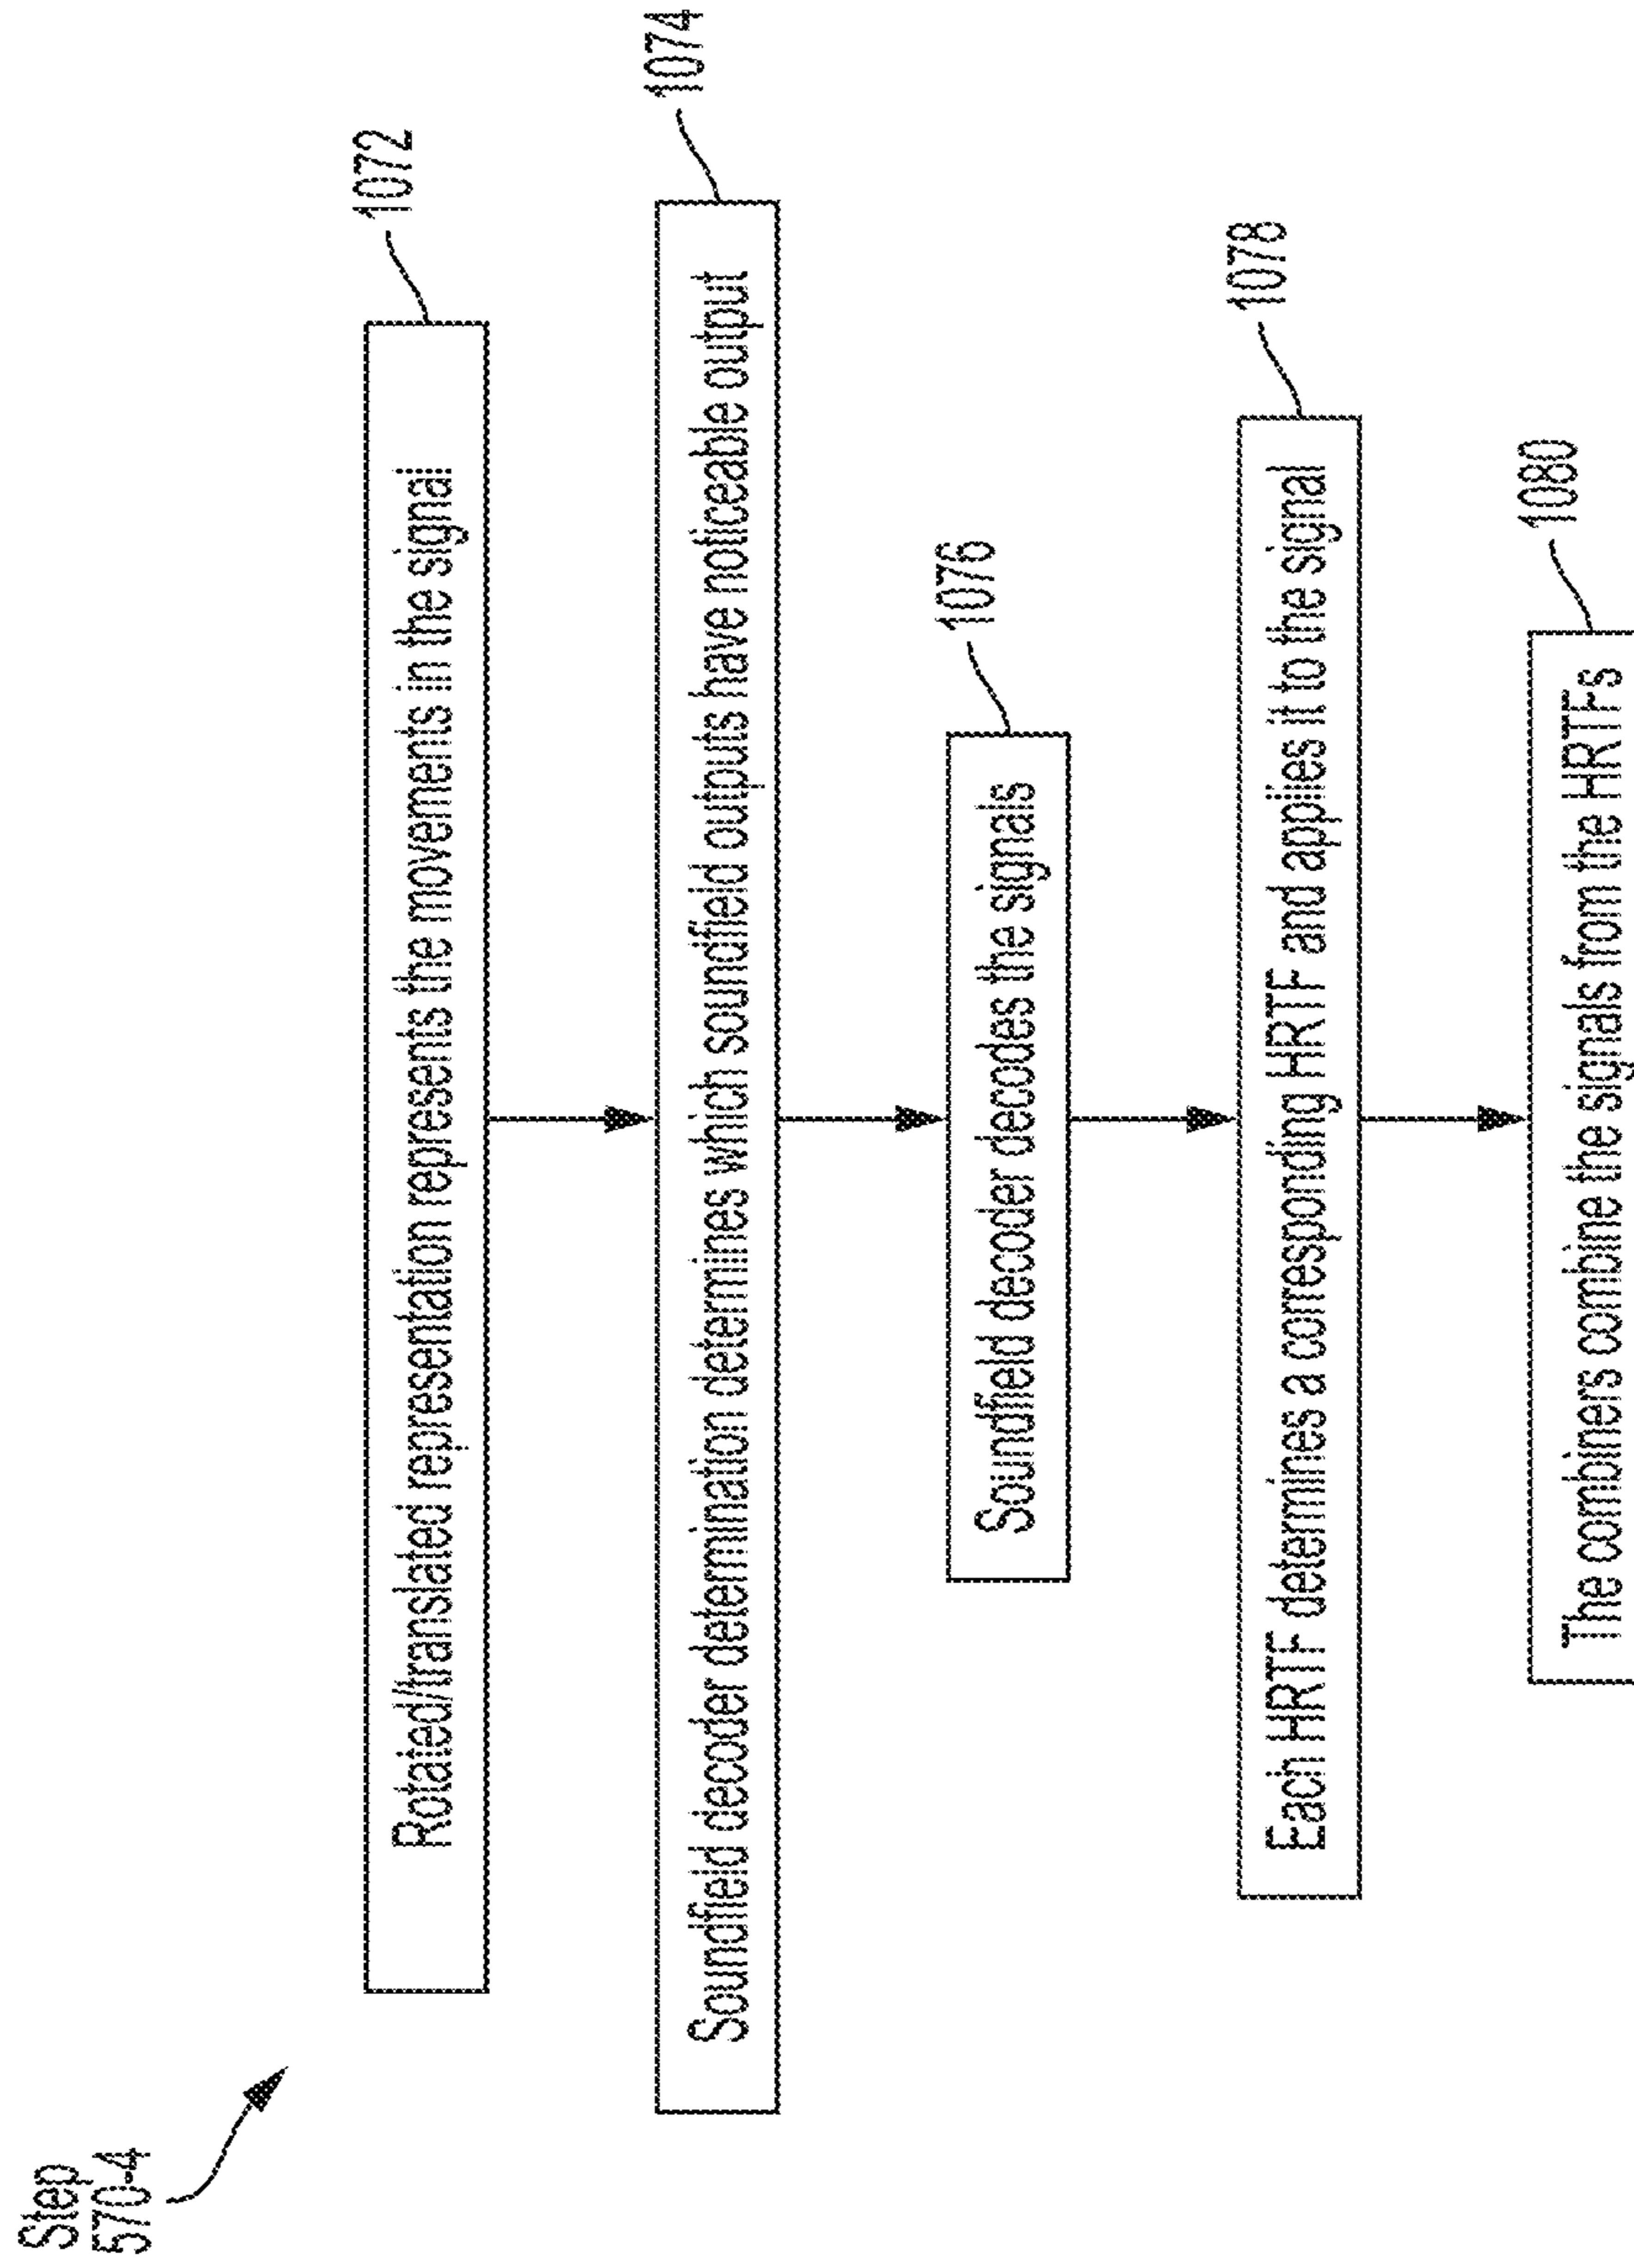 Step
570-4
Rotated/translated representation represents the movements in the signal
1072
Soundfield decoder determination determines which soundfield outputs have noticeable output
1074
Soundfield decoder decodes the signals
1076
Each HRTF determines a corresponding HRTF and applies it to the signal
1078
The combiners combine the signals from the HRTFs
1080